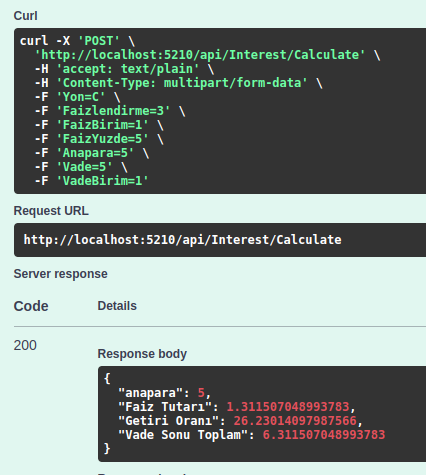 Curl
curl -X 'POST' \
'http://localhost:5210/api/Interest/Calculate' \
-H 'accept: text/plain' \
-H 'Content-Type: multipart/form-data' \
-F 'Yon=C' \
-F 'Faizlendirme=3' \
-F 'FaizBirim=1' \
-F 'FaizYuzde=5' \
-F 'Anapara=5' \
-F 'Vade=5' \
-F 'VadeBirim=1'
Request URL
http://localhost:5210/api/Interest/Calculate
Server response
Code Details
200
Response body
{
"anapara": 5,
"Faiz Tutarı": 1.311507048993783,
"Getiri Oranı": 26.23014097987566,
"Vade Sonu Toplam": 6.311507048993783
}